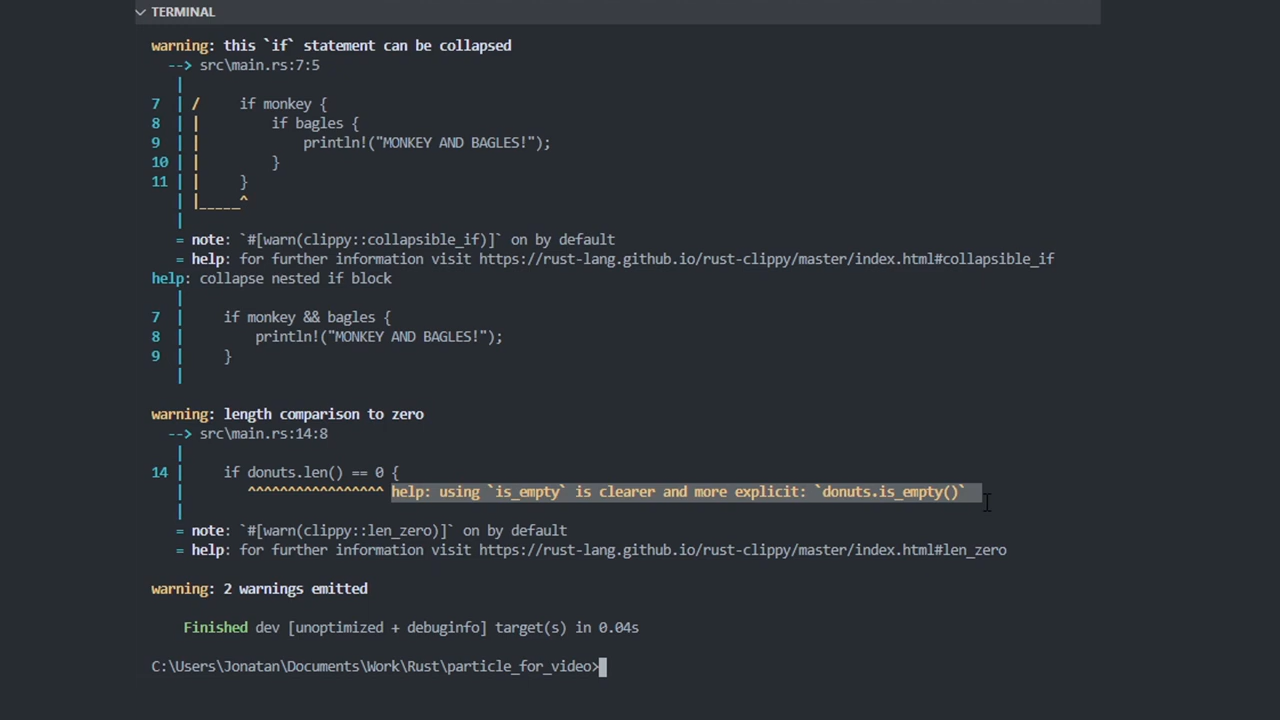 TERMINAL
warning: this `if` statement can be collapsed
--> src\main.rs:7:5
|
7 | / if monkey {
8 | | if bagles {
9 | | println!("MONKEY AND BAGLES!");
10 | | }
11 | | }
| |_____^
|
= note: `#[warn(clippy::collapsible_if)]` on by default
= help: for further information visit https://rust-lang.github.io/rust-clippy/master/index.html#collapsible_if
help: collapse nested if block
|
7 | if monkey && bagles {
8 | println!("MONKEY AND BAGLES!");
9 | }
|
warning: length comparison to zero
--> src\main.rs:14:8
|
14 | if donuts.len() == 0 {
| ^^^^^^^^^^^^^^^^^ help: using `is_empty` is clearer and more explicit: `donuts.is_empty()`
|
= note: `#[warn(clippy::len_zero)]` on by default
= help: for further information visit https://rust-lang.github.io/rust-clippy/master/index.html#len_zero
warning: 2 warnings emitted
Finished dev [unoptimized + debuginfo] target(s) in 0.04s
C:\Users\Jonatan\Documents\Work\Rust\particle_for_video>